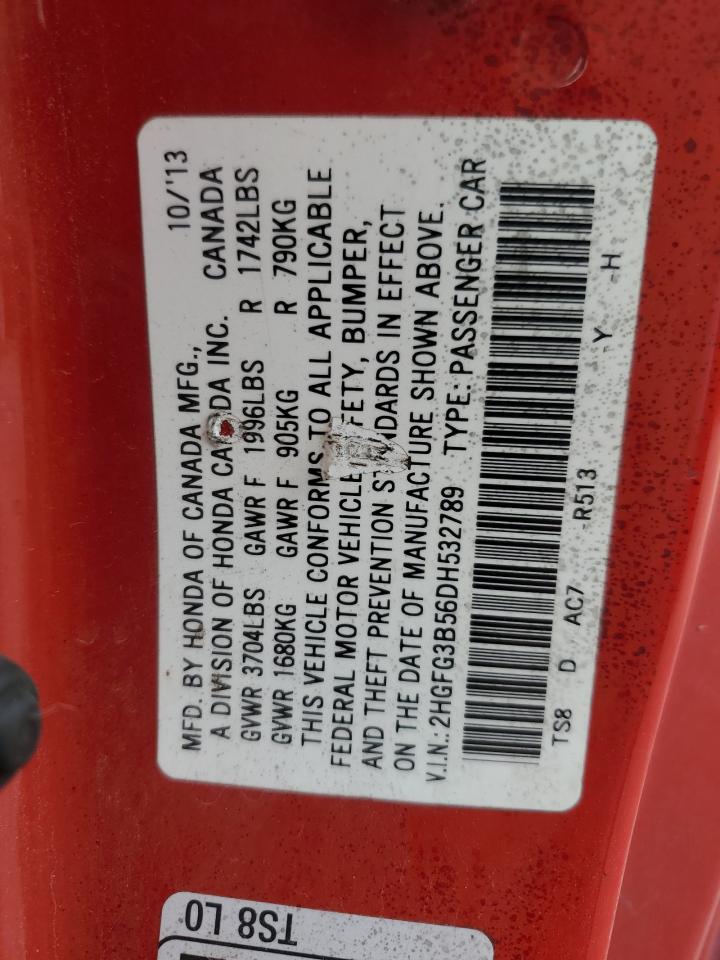 MFD. BY HONDA OF CANADA MFG., 10/'13
A DIVISION OF HONDA CANADA INC. CANADA
GVWR 3704LBS GAWR F 1996LBS R 1742LBS
GVWR 1680KG GAWR F 905KG R 790KG
THIS VEHICLE CONFORMS TO ALL APPLICABLE
FEDERAL MOTOR VEHICLE SAFETY, BUMPER,
AND THEFT PREVENTION STANDARDS IN EFFECT
ON THE DATE OF MANUFACTURE SHOWN ABOVE.
V.I.N.: 2HGFG3B56DH532789 TYPE: PASSENGER CAR
TS8 D AC7 -R513 Y -H
TS8 L0